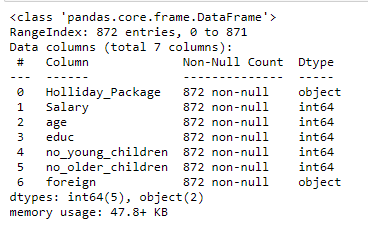 <class 'pandas.core.frame.DataFrame'>
RangeIndex: 872 entries, 0 to 871
Data columns (total 7 columns):
 #   Column             Non-Null Count  Dtype
---  ------             --------------  -----
 0   Holliday_Package   872 non-null    object
 1   Salary             872 non-null    int64
 2   age                872 non-null    int64
 3   educ               872 non-null    int64
 4   no_young_children  872 non-null    int64
 5   no_older_children  872 non-null    int64
 6   foreign            872 non-null    object
dtypes: int64(5), object(2)
memory usage: 47.8+ KB